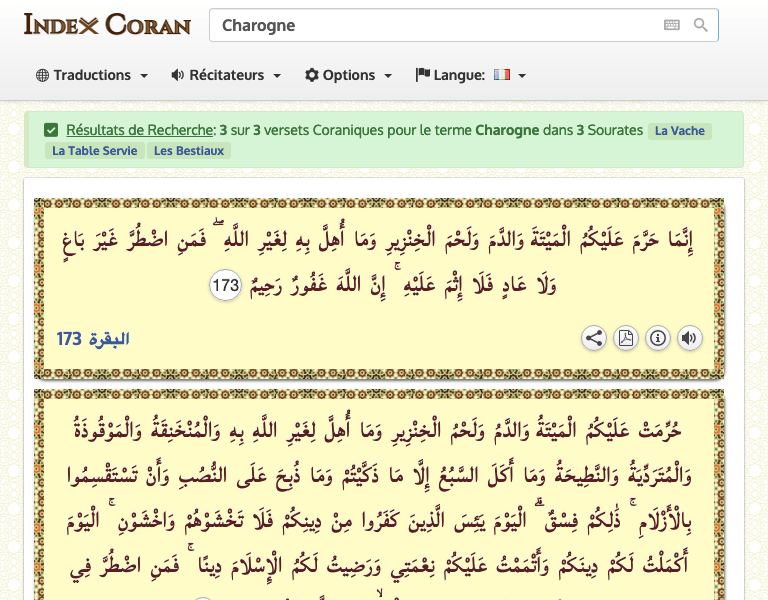 Index Coran
Charogne
Traductions Récitateurs Options Langue:
Résultats de Recherche: 3 sur 3 versets Coraniques pour le terme Charogne dans 3 Sourates La Vache
La Table Servie Les Bestiaux
إِنَّمَا حَرَّمَ عَلَيْكُمُ الْمَيْتَةَ وَالدَّمَ وَلَحْمَ الْخِنْزِيرِ وَمَا أُهِلَّ بِهِ لِغَيْرِ اللَّهِ ۖ فَمَنِ اضْطُرَّ غَيْرَ بَاغٍ
وَلَا عَادٍ فَلَا إِثْمَ عَلَيْهِ ۚ إِنَّ اللَّهَ غَفُورٌ رَحِيمٌ 173
البقرة 173
حُرِّمَتْ عَلَيْكُمُ الْمَيْتَةُ وَالدَّمُ وَلَحْمُ الْخِنْزِيرِ وَمَا أُهِلَّ لِغَيْرِ اللَّهِ بِهِ وَالْمُنْخَنِقَةُ وَالْمَوْقُوذَةُ
وَالْمُتَرَدِّيَةُ وَالنَّطِيحَةُ وَمَا أَكَلَ السَّبُعُ إِلَّا مَا ذَكَّيْتُمْ وَمَا ذُبِحَ عَلَى النُّصُبِ وَأَنْ تَسْتَقْسِمُوا
بِالْأَزْلَامِ ۚ ذَٰلِكُمْ فِسْقٌ ۗ الْيَوْمَ يَئِسَ الَّذِينَ كَفَرُوا مِنْ دِينِكُمْ فَلَا تَخْشَوْهُمْ وَاخْشَوْنِ ۚ الْيَوْمَ
أَكْمَلْتُ لَكُمْ دِينَكُمْ وَأَتْمَمْتُ عَلَيْكُمْ نِعْمَتِي وَرَضِيتُ لَكُمُ الْإِسْلَامَ دِينًا ۚ فَمَنِ اضْطُرَّ فِي